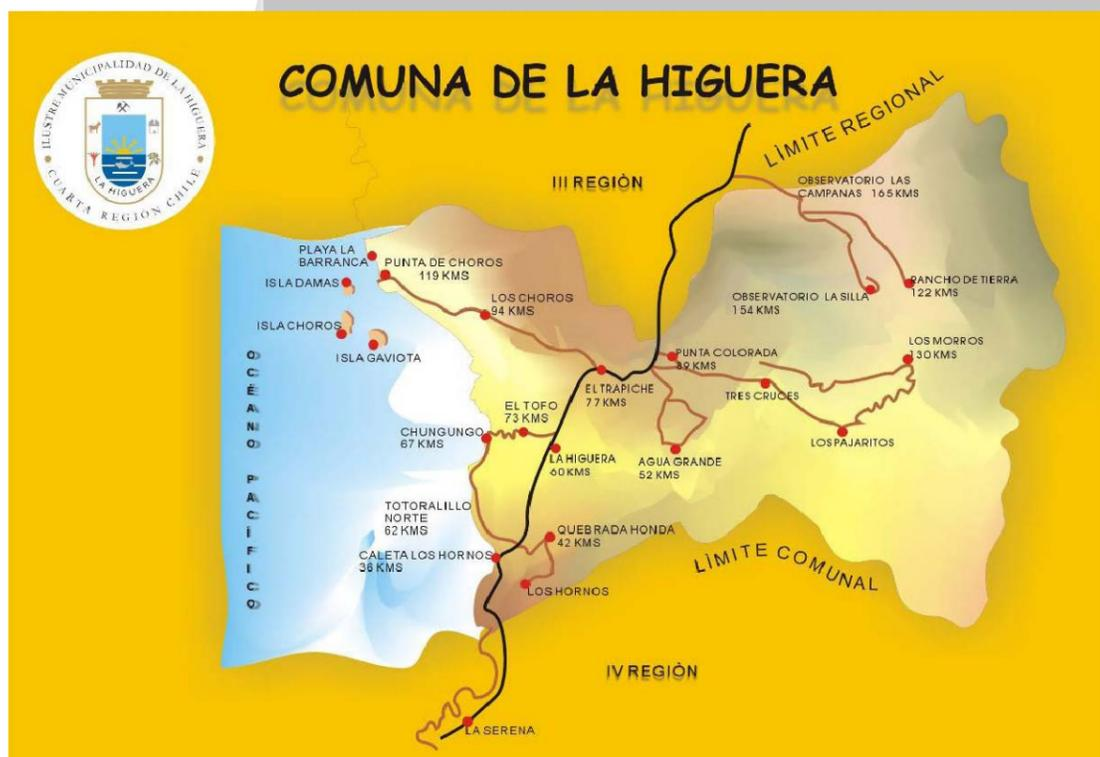 ILUSTRE MUNICIPALIDAD DE LA HIGUERA
CUARTA REGIÓN CHILE
LA HIGUERA
COMUNA DE LA HIGUERA
LÌMITE REGIONAL
III REGIÒN
OBSERVATORIO LAS
CAMPANAS 165 KMS
PLAYA LA
BARRANCA
PUNTA DE CHOROS
119 KMS
ISLA DAMAS
LOS CHOROS
94 KMS
OBSERVATORIO LA SILLA
154 KMS
RANCHO DE TIERRA
122 KMS
ISLA CHOROS
ISLA GAVIOTA
LOS MORROS
130 KMS
PUNTA COLORADA
89 KMS
EL TRAPICHE
77 KMS
TRES CRUCES
EL TOFO
73 KMS
CHUNGUNGO
67 KMS
LOS PAJARITOS
LA HIGUERA
60 KMS
AGUA GRANDE
52 KMS
OCÉANO PACÍFICO
TOTORALILLO
NORTE
62 KMS
QUEBRADA HONDA
42 KMS
CALETA LOS HORNOS
36 KMS
LÌMITE COMUNAL
LOS HORNOS
IV REGIÒN
LA SERENA